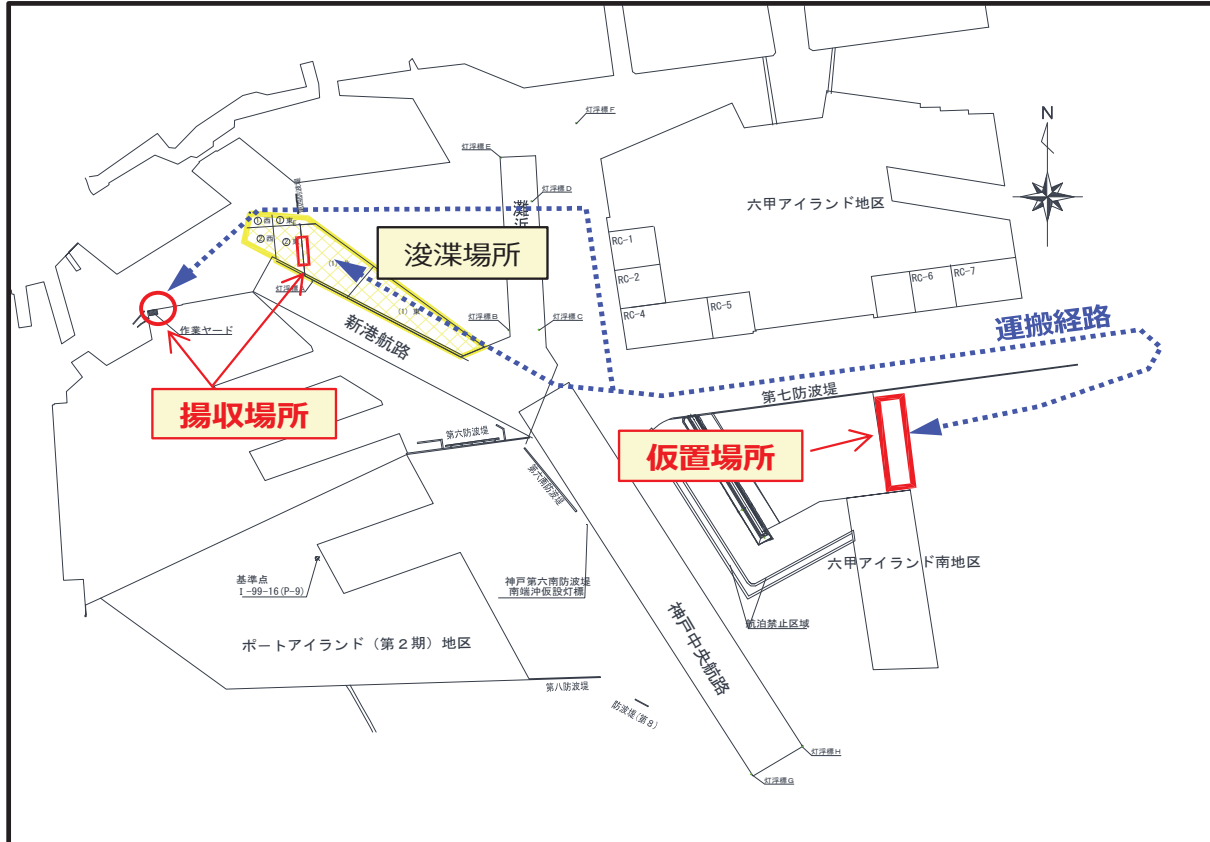 灯浮標F
灯浮標E
N
灯浮標D
六甲アイランド地区
①西
①東
②西
RC-1
浚渫場所
RC-2
RC-6
RC-7
RC-4
RC-5
灯浮標B
灯浮標C
作業ヤード
新港航路
運搬経路
揚収場所
第七防波堤
第六防波堤
仮置場所
第六南防波堤
基準点
I-99-16(P-9)
神戸第六南防波堤
南端沖仮設灯標
六甲アイランド南地区
航泊禁止区域
ポートアイランド（第２期）地区
神戸中央航路
第八防波堤
防波堤(第８)
灯浮標H
灯浮標G